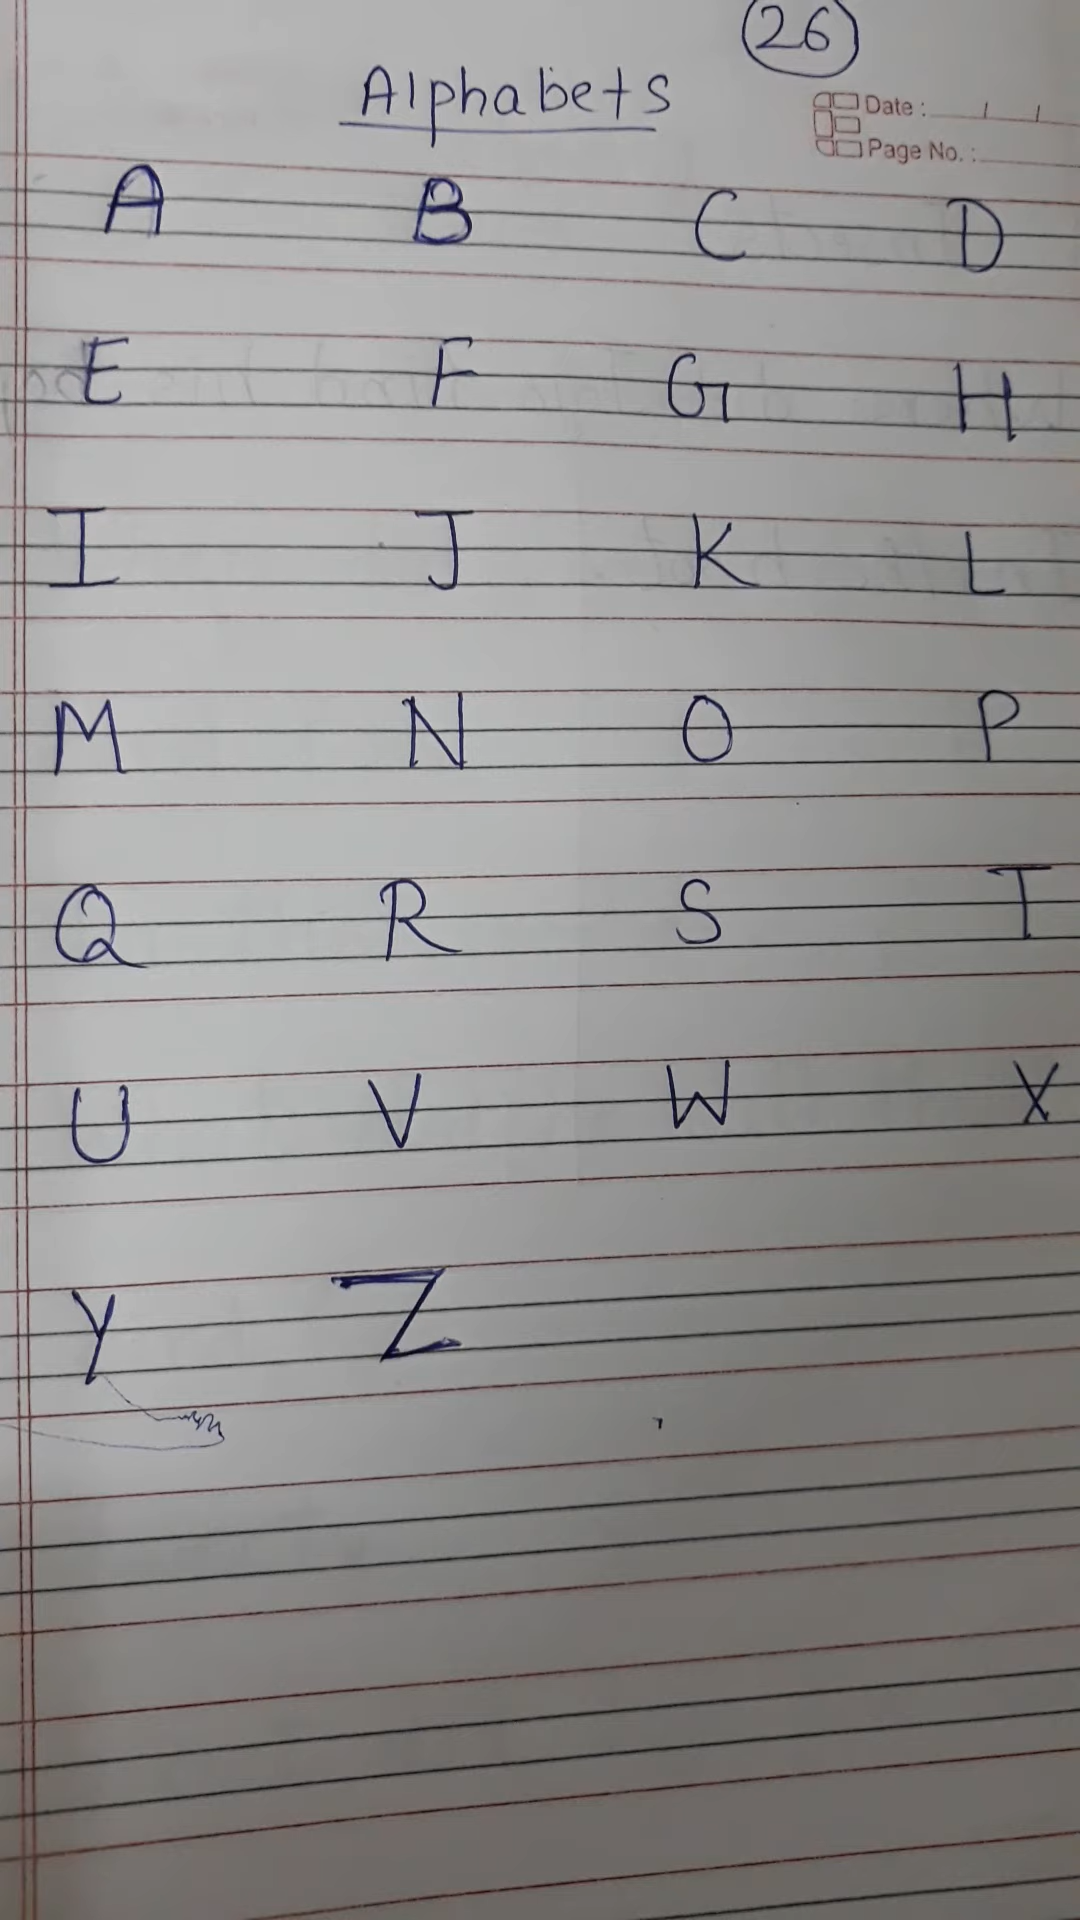 26
Alphabets
Date : / /
Page No. :
A B C D
E F G H
I J K L
M N O P
Q R S T
U V W X
Y Z